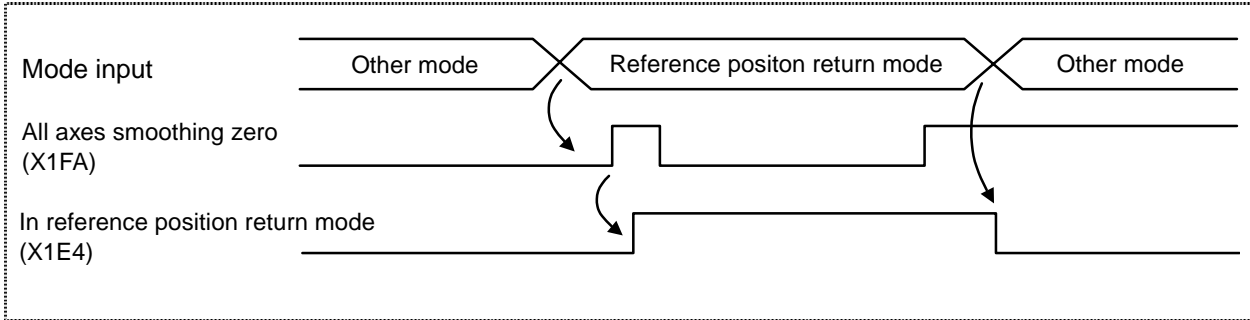 Mode input
Other mode
Reference positon return mode
Other mode
All axes smoothing zero
(X1FA)
In reference position return mode
(X1E4)